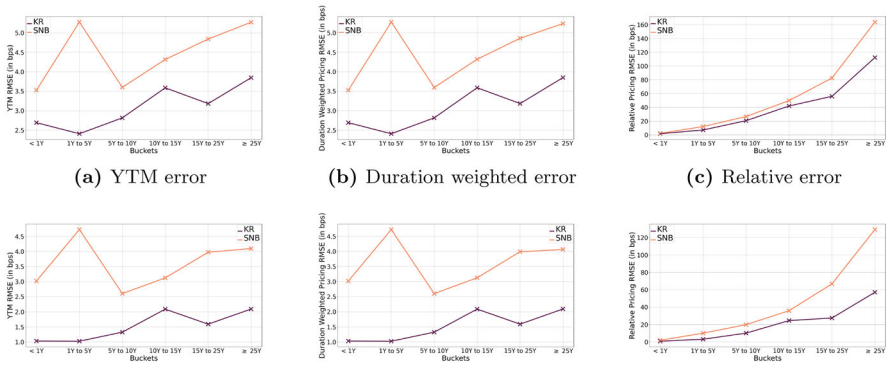 KR
SNB
YTM RMSE (in bps)
5.0
4.5
4.0
3.5
3.0
2.5
< 1Y 1Y to 5Y 5Y to 10Y 10Y to 15Y 15Y to 25Y ≥ 25Y
Buckets
(a) YTM error
KR
SNB
Duration Weighted Pricing RMSE (in bps)
5.0
4.5
4.0
3.5
3.0
2.5
< 1Y 1Y to 5Y 5Y to 10Y 10Y to 15Y 15Y to 25Y ≥ 25Y
Buckets
(b) Duration weighted error
KR
SNB
Relative Pricing RMSE (in bps)
160
140
120
100
80
60
40
20
0
< 1Y 1Y to 5Y 5Y to 10Y 10Y to 15Y 15Y to 25Y ≥ 25Y
Buckets
(c) Relative error
KR
SNB
YTM RMSE (in bps)
4.5
4.0
3.5
3.0
2.5
2.0
1.5
1.0
< 1Y 1Y to 5Y 5Y to 10Y 10Y to 15Y 15Y to 25Y ≥ 25Y
Buckets
KR
SNB
Duration Weighted Pricing RMSE (in bps)
4.5
4.0
3.5
3.0
2.5
2.0
1.5
1.0
< 1Y 1Y to 5Y 5Y to 10Y 10Y to 15Y 15Y to 25Y ≥ 25Y
Buckets
KR
SNB
Relative Pricing RMSE (in bps)
120
100
80
60
40
20
0
< 1Y 1Y to 5Y 5Y to 10Y 10Y to 15Y 15Y to 25Y ≥ 25Y
Buckets